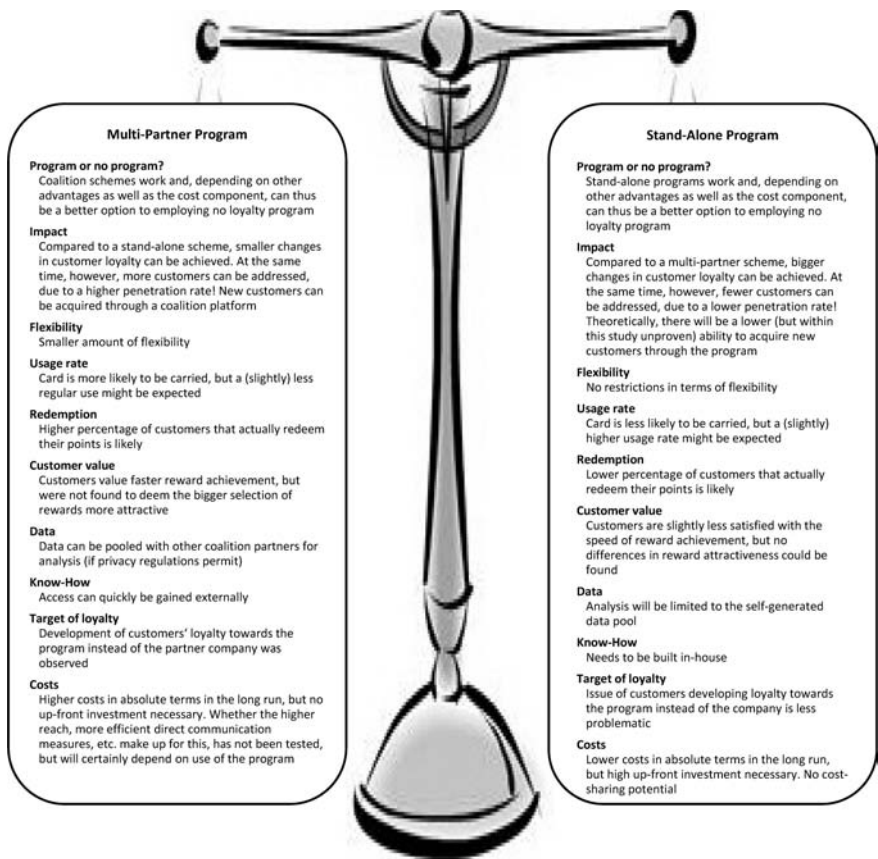 Multi-Partner Program
Program or no program?
Coalition schemes work and, depending on other
advantages as well as the cost component, can thus
be a better option to employing no loyalty program
Impact
Compared to a stand-alone scheme, smaller changes
in customer loyalty can be achieved. At the same
time, however, more customers can be addressed,
due to a higher penetration rate! New customers can
be acquired through a coalition platform
Flexibility
Smaller amount of flexibility
Usage rate
Card is more likely to be carried, but a (slightly) less
regular use might be expected
Redemption
Higher percentage of customers that actually redeem
their points is likely
Customer value
Customers value faster reward achievement, but
were not found to deem the bigger selection of
rewards more attractive
Data
Data can be pooled with other coalition partners for
analysis (if privacy regulations permit)
Know-How
Access can quickly be gained externally
Target of loyalty
Development of customers' loyalty towards the
program instead of the partner company was
observed
Costs
Higher costs in absolute terms in the long run, but no
up-front investment necessary. Whether the higher
reach, more efficient direct communication
measures, etc. make up for this, has not been tested,
but will certainly depend on use of the program
Stand-Alone Program
Program or no program?
Stand-alone programs work and, depending on
other advantages as well as the cost component,
can thus be a better option to employing no
loyalty program
Impact
Compared to a multi-partner scheme, bigger
changes in customer loyalty can be achieved. At
the same time, however, fewer customers can
be addressed, due to a lower penetration rate!
Theoretically, there will be a lower (but within
this study unproven) ability to acquire new
customers through the program
Flexibility
No restrictions in terms of flexibility
Usage rate
Card is less likely to be carried, but a (slightly)
higher usage rate might be expected
Redemption
Lower percentage of customers that actually
redeem their points is likely
Customer value
Customers are slightly less satisfied with the
speed of reward achievement, but no
differences in reward attractiveness could be
found
Data
Analysis will be limited to the self-generated
data pool
Know-How
Needs to be built in-house
Target of loyalty
Issue of customers developing loyalty towards
the program instead of the company is less
problematic
Costs
Lower costs in absolute terms in the long run,
but high up-front investment necessary. No cost-
sharing potential